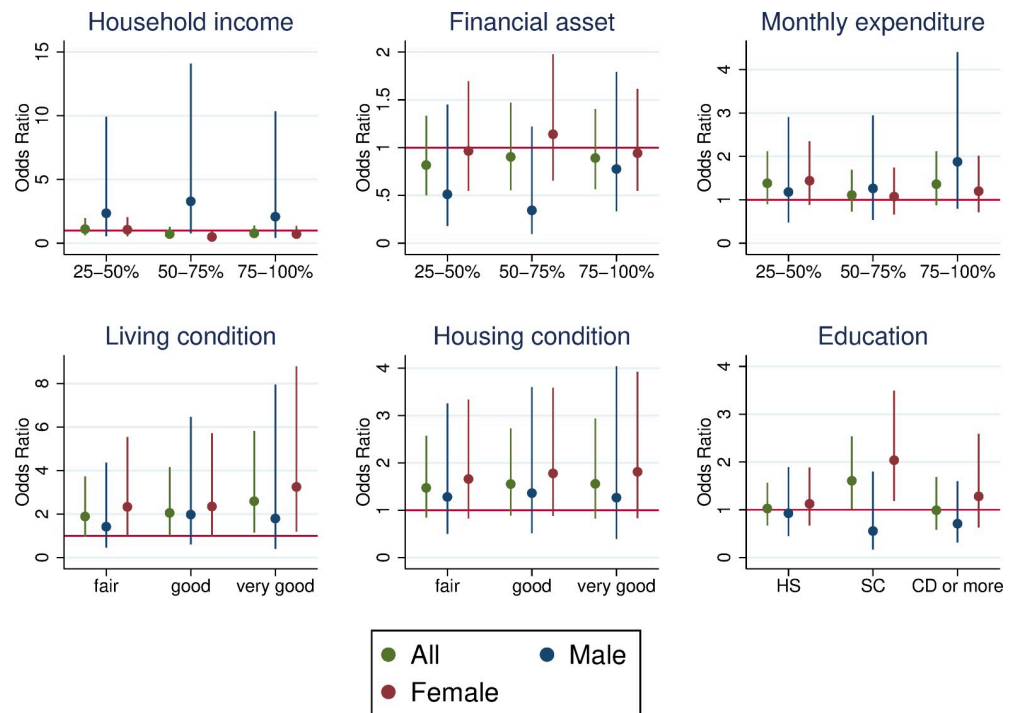 Household income
Odds Ratio
15
10
5
0
25–50% 50–75% 75–100%
Financial asset
Odds Ratio
2
1.5
1
.5
0
25–50% 50–75% 75–100%
Monthly expenditure
Odds Ratio
4
3
2
1
0
25–50% 50–75% 75–100%
Living condition
Odds Ratio
8
6
4
2
0
fair good very good
Housing condition
Odds Ratio
4
3
2
1
0
fair good very good
Education
Odds Ratio
4
3
2
1
0
HS SC CD or more
All Male
Female